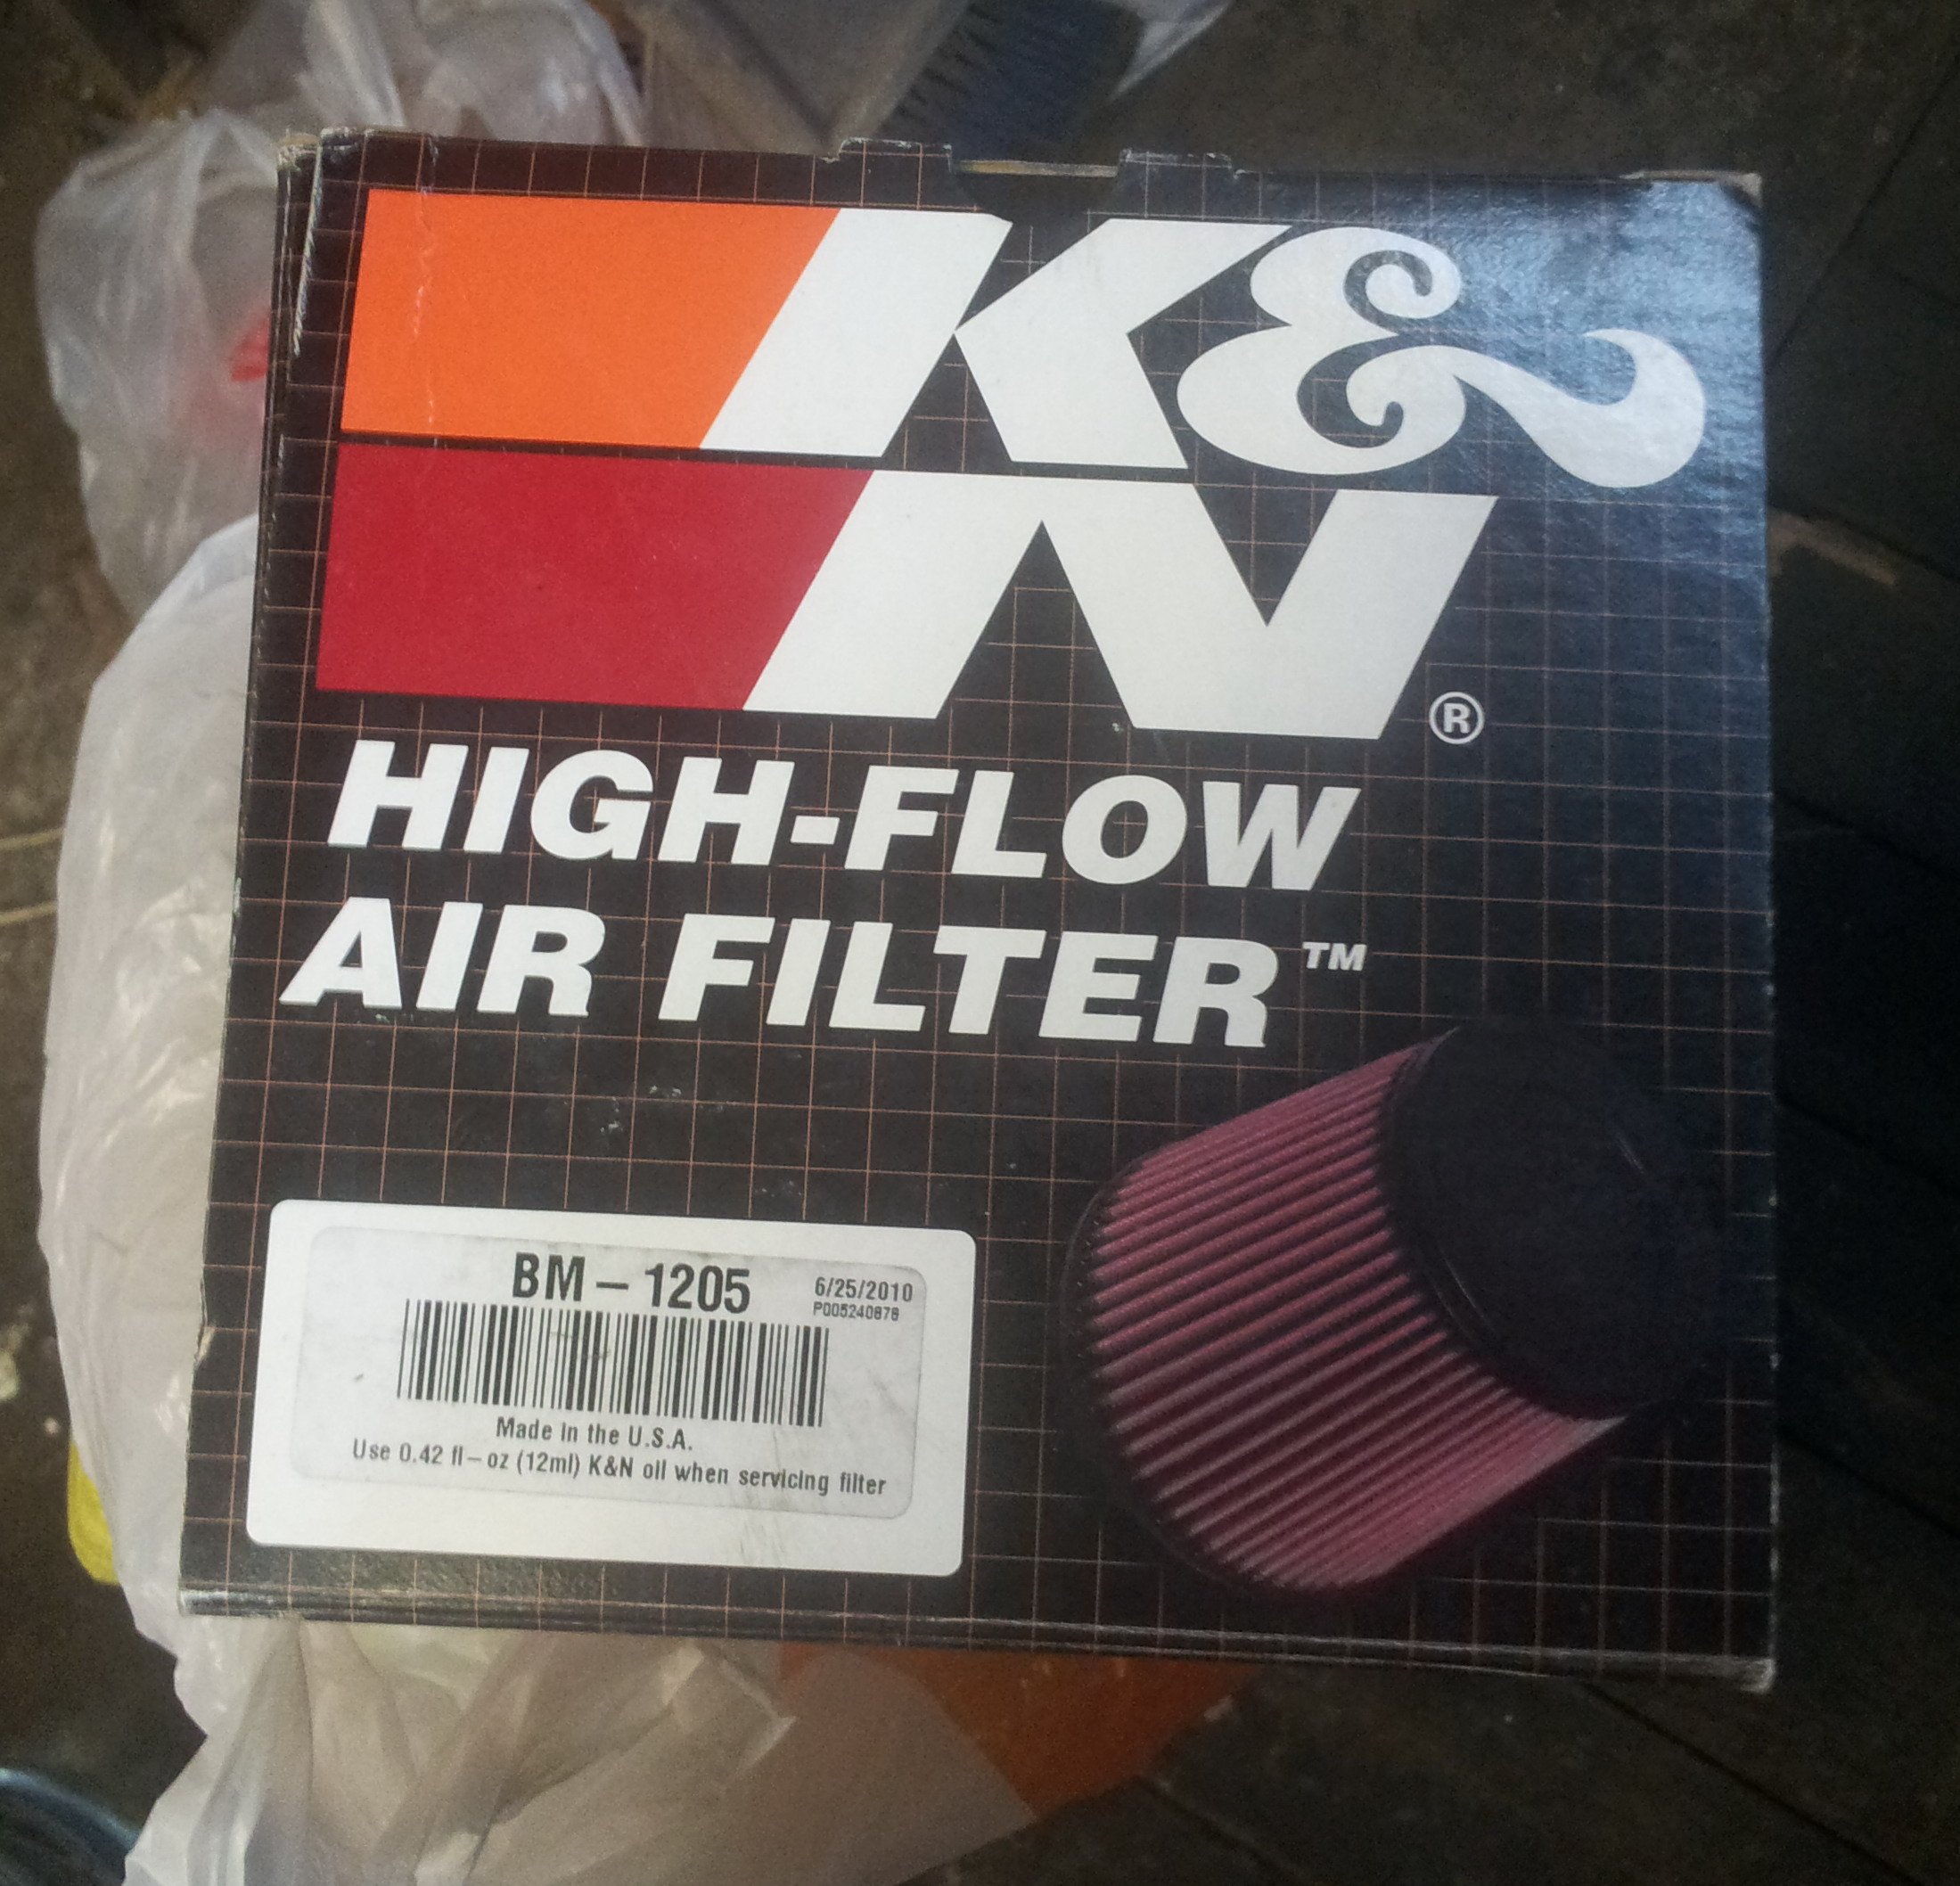 K&
N®
HIGH-FLOW
AIR FILTER™
BM-1205
6/25/2010
P005240878
Made in the U.S.A.
Use 0.42 fl-oz (12ml) K&N oil when servicing filter